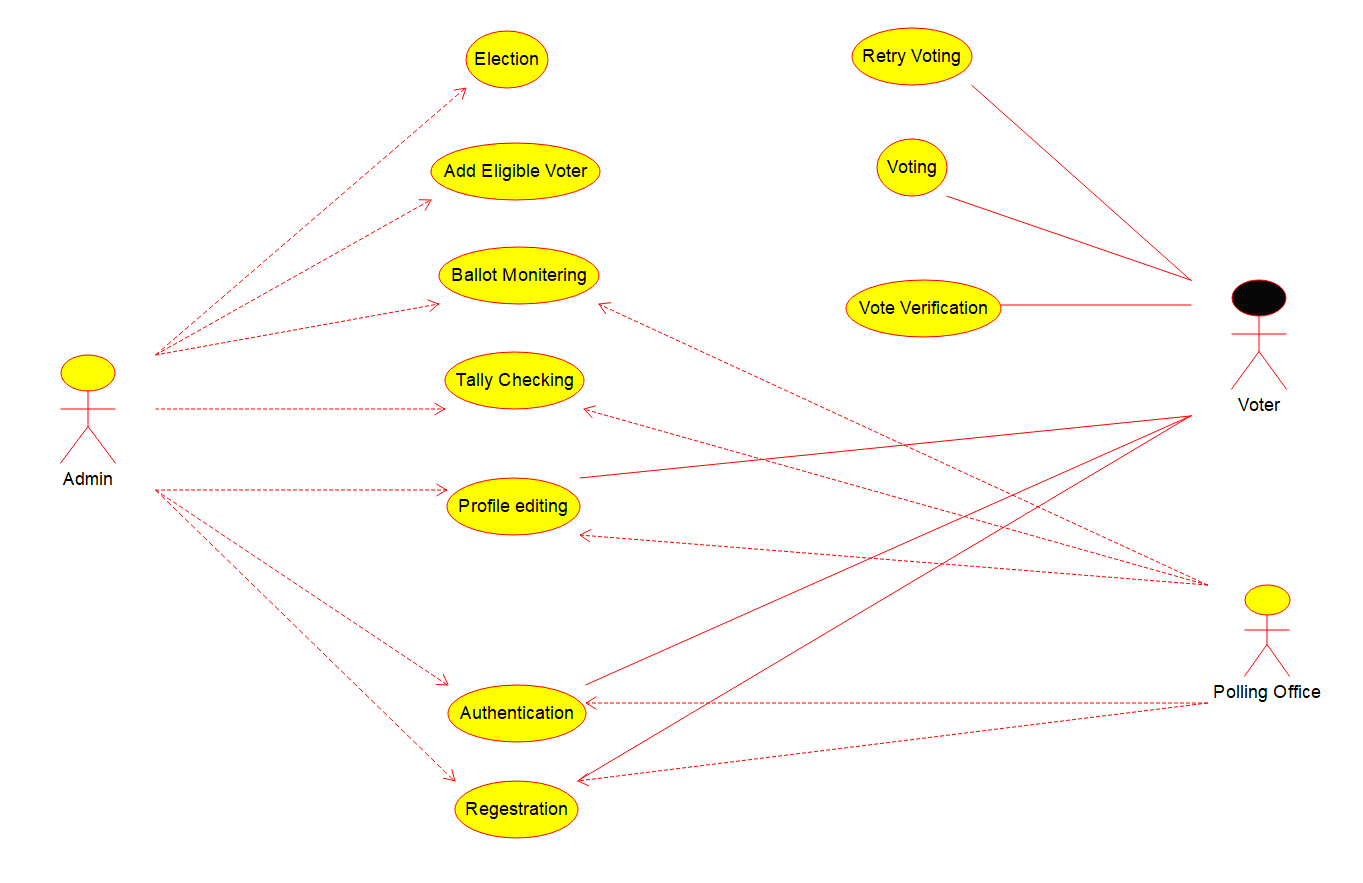 Election
Retry Voting
Add Eligible Voter
Voting
Ballot Monitering
Vote Verification
Tally Checking
Voter
Admin
Profile editing
Polling Office
Authentication
Regestration